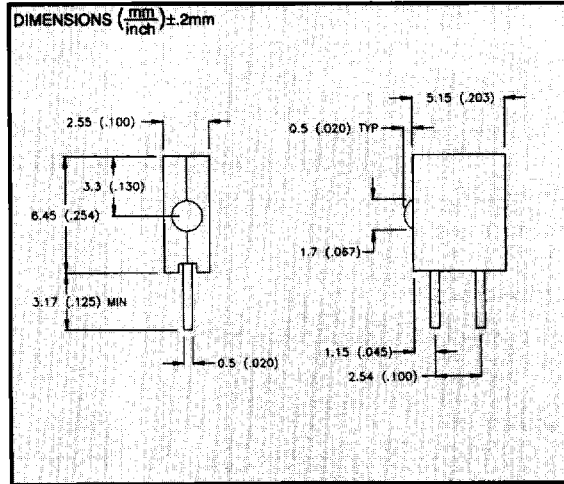 DIMENSIONS (mm/inch)±.2mm
2.55 (.100)
3.3 (.130)
6.45 (.254)
3.17 (.125) MIN
0.5 (.020)
5.15 (.203)
0.5 (.020) TYP
1.7 (.067)
1.15 (.045)
2.54 (.100)